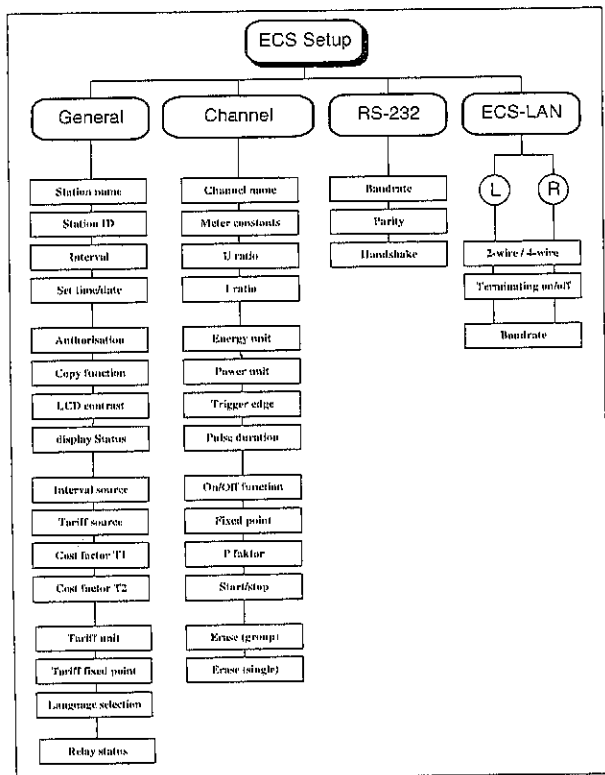 ECS Setup
General
Channel
RS-232
ECS-LAN
Station name
Station ID
Interval
Set time/date
Authorisation
Copy function
LCD contrast
display Status
Interval source
Tariff source
Cost factor T1
Cost factor T2
Tariff unit
Tariff fixed point
Language selection
Relay status
Channel name
Meter constants
U ratio
I ratio
Energy unit
Power unit
Trigger edge
Pulse duration
On/Off function
Fixed point
P faktor
Start/stop
Erase (group)
Erase (single)
Baudrate
Parity
Handshake
L
R
2-wire / 4-wire
Terminating on/off
Baudrate